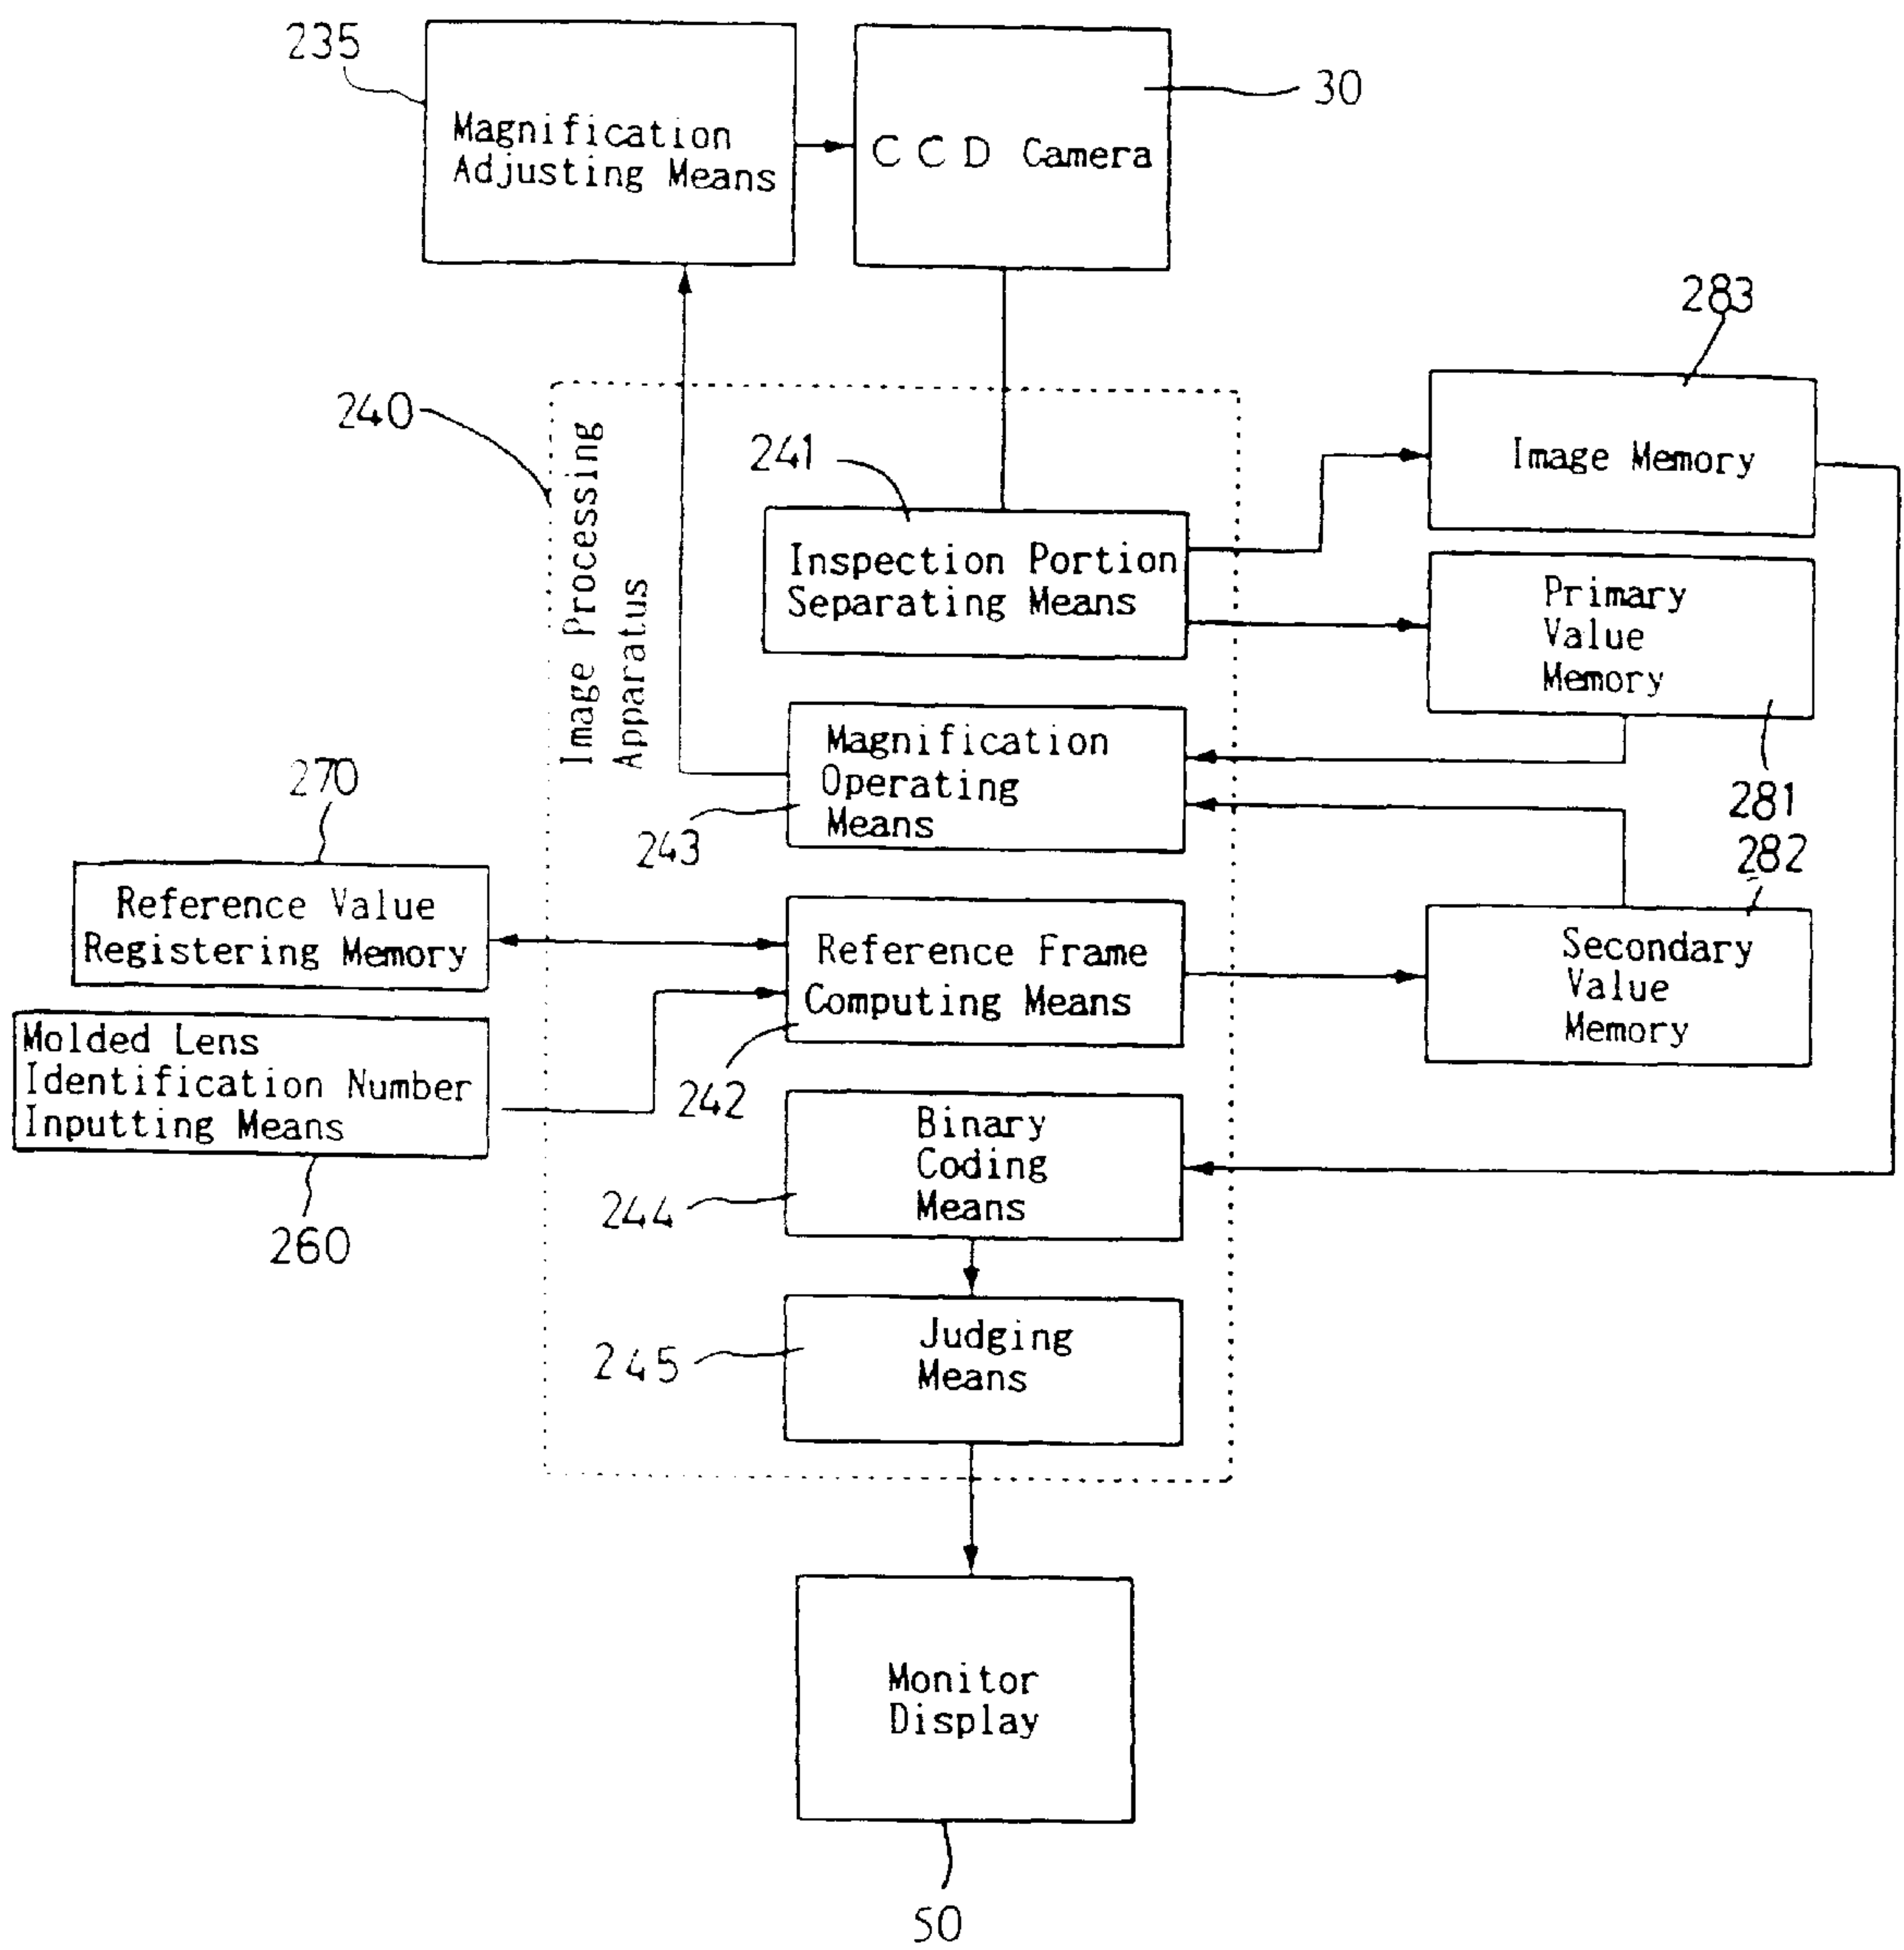 235
Magnification
Adjusting Means
CCD Camera
30
283
Image Memory
240
Image Processing
Apparatus
241
Inspection Portion
Separating Means
Primary
Value
Memory
281
Magnification
Operating
Means
243
282
270
Reference Value
Registering Memory
Reference Frame
Computing Means
242
Secondary
Value
Memory
Molded Lens
Identification Number
Inputting Means
260
Binary
Coding
Means
244
Judging
Means
245
Monitor
Display
50